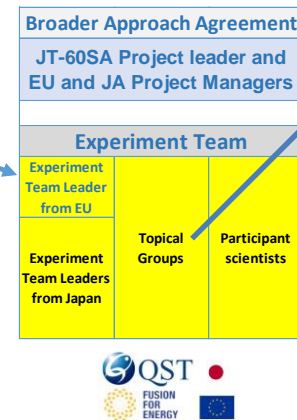 Broader Approach Agreement
JT-60SA Project leader and
EU and JA Project Managers
Experiment Team
Experiment
Team Leader
from EU
Experiment
Team Leaders
from Japan
Topical
Groups
Participant
scientists
QST
FUSION
FOR
ENERGY